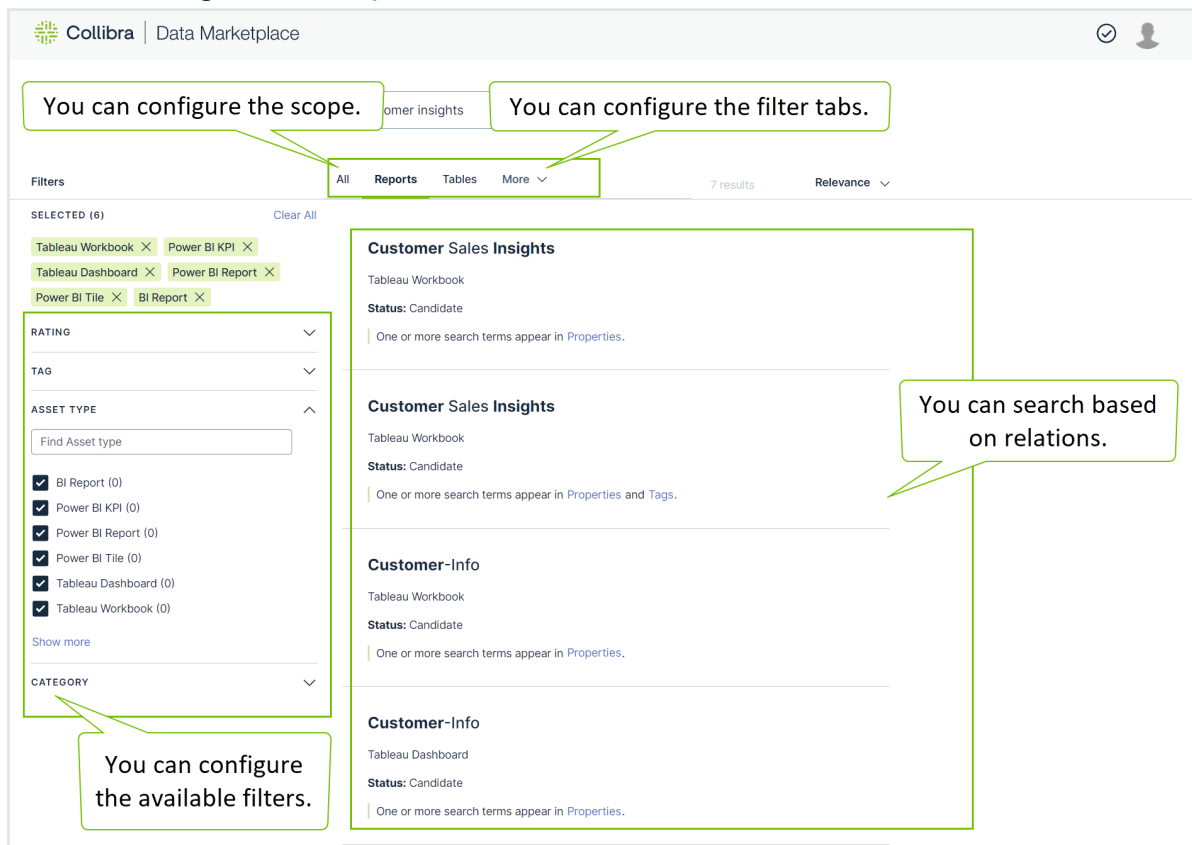 Collibra | Data Marketplace
You can configure the scope.
omer insights
You can configure the filter tabs.
Filters
All Reports Tables More
7 results
Relevance
SELECTED (6)
Clear All
Tableau Workbook × Power BI KPI ×
Tableau Dashboard × Power BI Report ×
Power BI Tile × BI Report ×
RATING
TAG
ASSET TYPE
Find Asset type
BI Report (0)
Power BI KPI (0)
Power BI Report (0)
Power BI Tile (0)
Tableau Dashboard (0)
Tableau Workbook (0)
Show more
CATEGORY
You can configure
the available filters.
Customer Sales Insights
Tableau Workbook
Status: Candidate
One or more search terms appear in Properties.
Customer Sales Insights
Tableau Workbook
Status: Candidate
One or more search terms appear in Properties and Tags.
Customer-Info
Tableau Workbook
Status: Candidate
One or more search terms appear in Properties.
Customer-Info
Tableau Dashboard
Status: Candidate
One or more search terms appear in Properties.
You can search based
on relations.